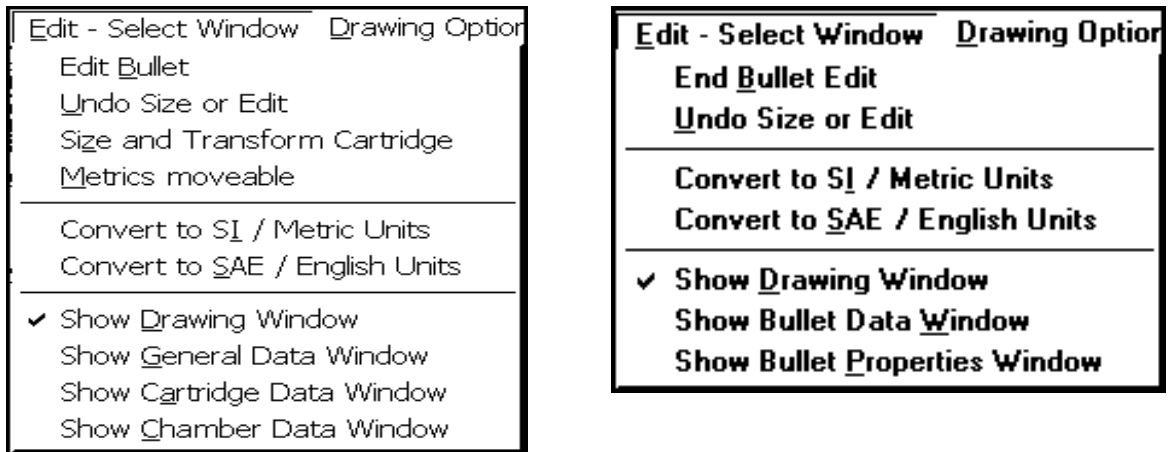 Edit - Select Window Drawing Option
Edit Bullet
Undo Size or Edit
Size and Transform Cartridge
Metrics moveable
Convert to SI / Metric Units
Convert to SAE / English Units
✓ Show Drawing Window
Show General Data Window
Show Cartridge Data Window
Show Chamber Data Window
Edit - Select Window Drawing Option
End Bullet Edit
Undo Size or Edit
Convert to SI / Metric Units
Convert to SAE / English Units
✓ Show Drawing Window
Show Bullet Data Window
Show Bullet Properties Window